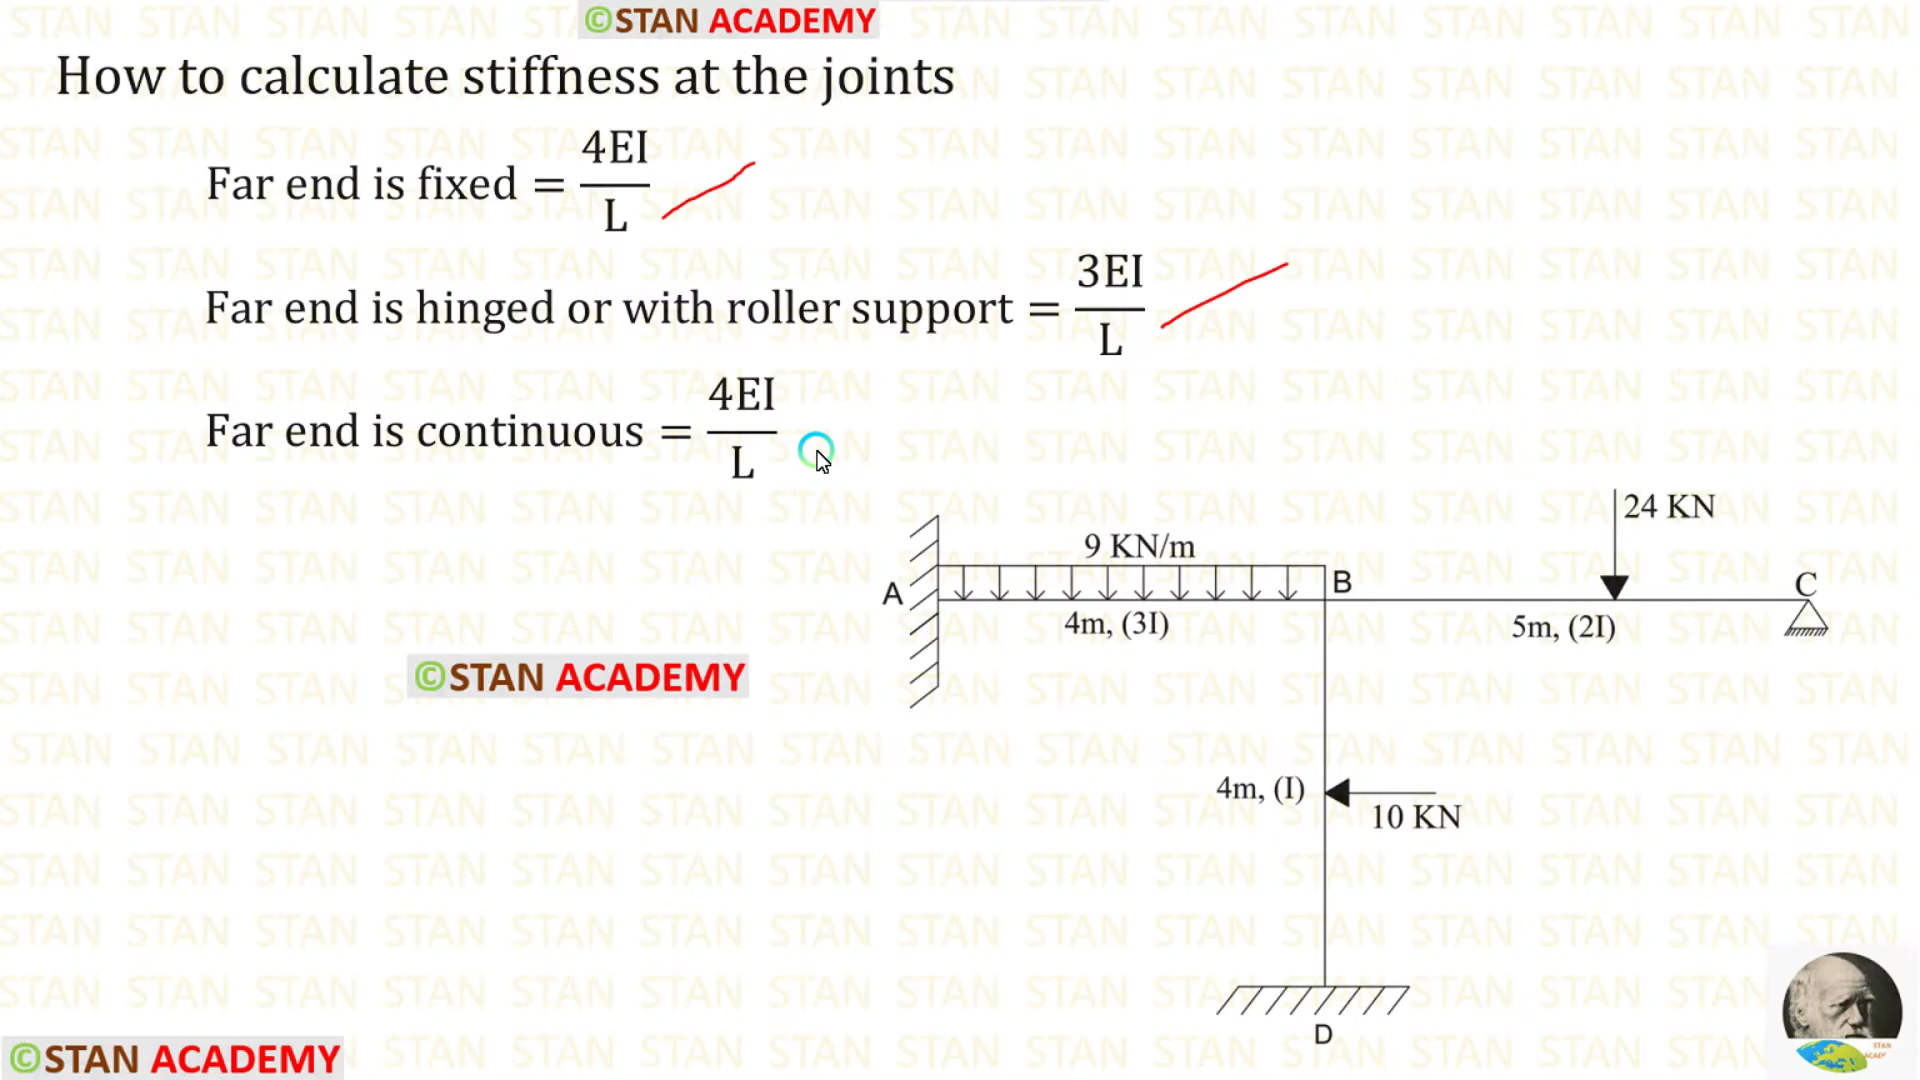 ©STAN ACADEMY
How to calculate stiffness at the joints
Far end is fixed = 4EI / L
Far end is hinged or with roller support = 3EI / L
Far end is continuous = 4EI / L
24 KN
9 KN/m
A
B
C
4m, (3I)
5m, (2I)
©STAN ACADEMY
4m, (I)
10 KN
D
©STAN ACADEMY
STAN